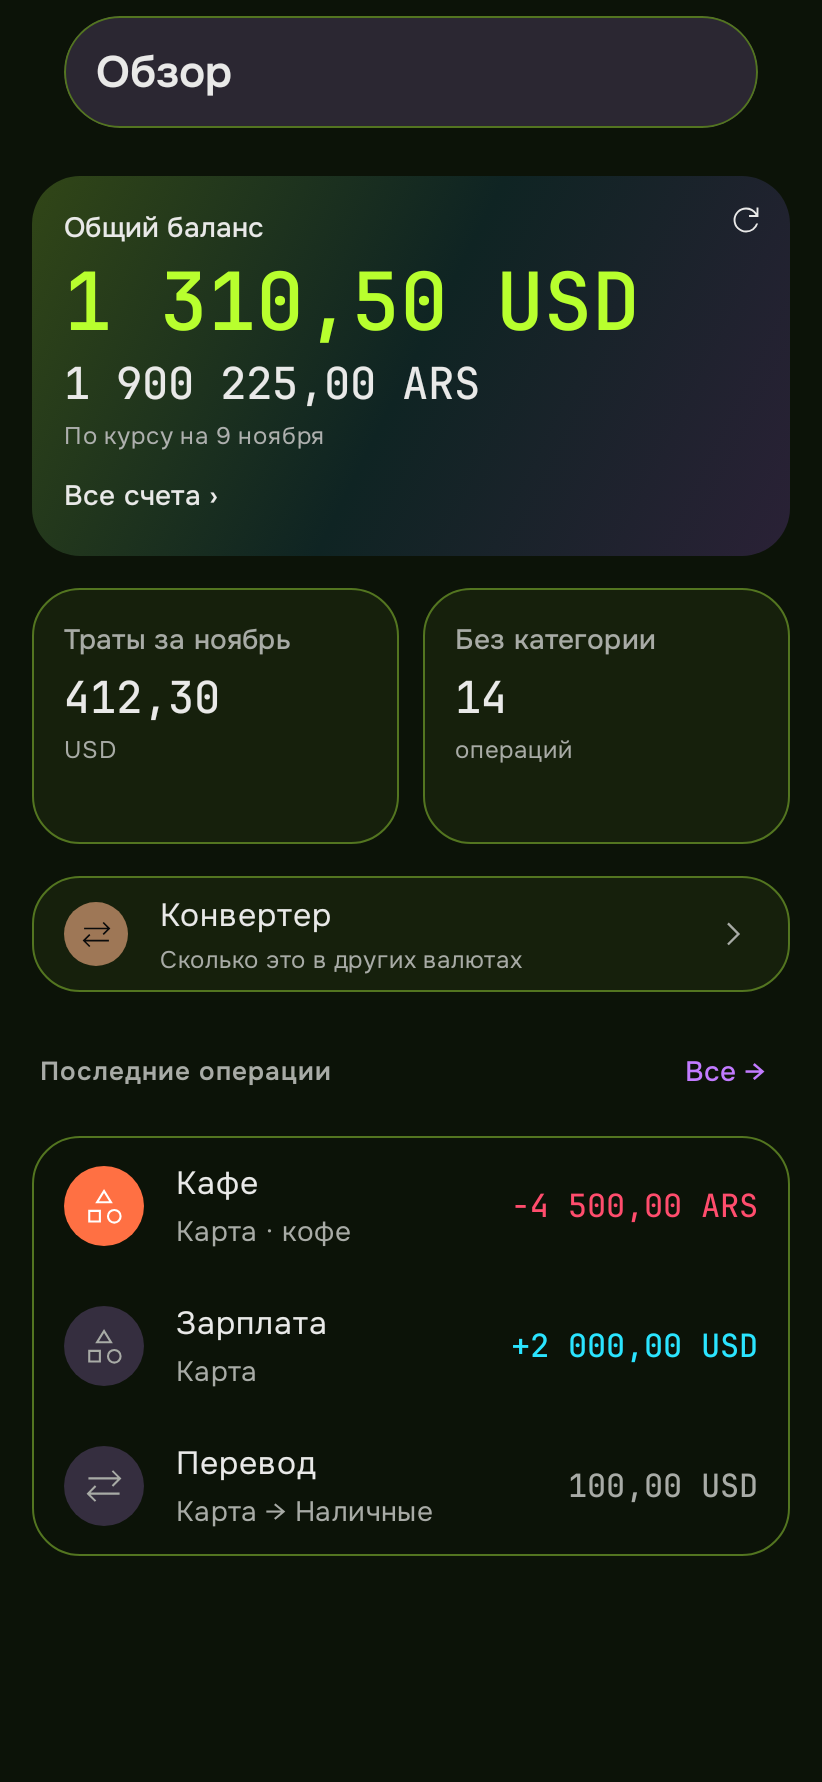 Обзор
Общий баланс
1 310,50 USD
1 900 225,00 ARS
По курсу на 9 ноября
Все счета ›
Траты за ноябрь
412,30
USD
Без категории
14
операций
Конвертер
Сколько это в других валютах
Последние операции
Все →
Кафе
Карта · кофе
-4 500,00 ARS
Зарплата
Карта
+2 000,00 USD
Перевод
Карта → Наличные
100,00 USD